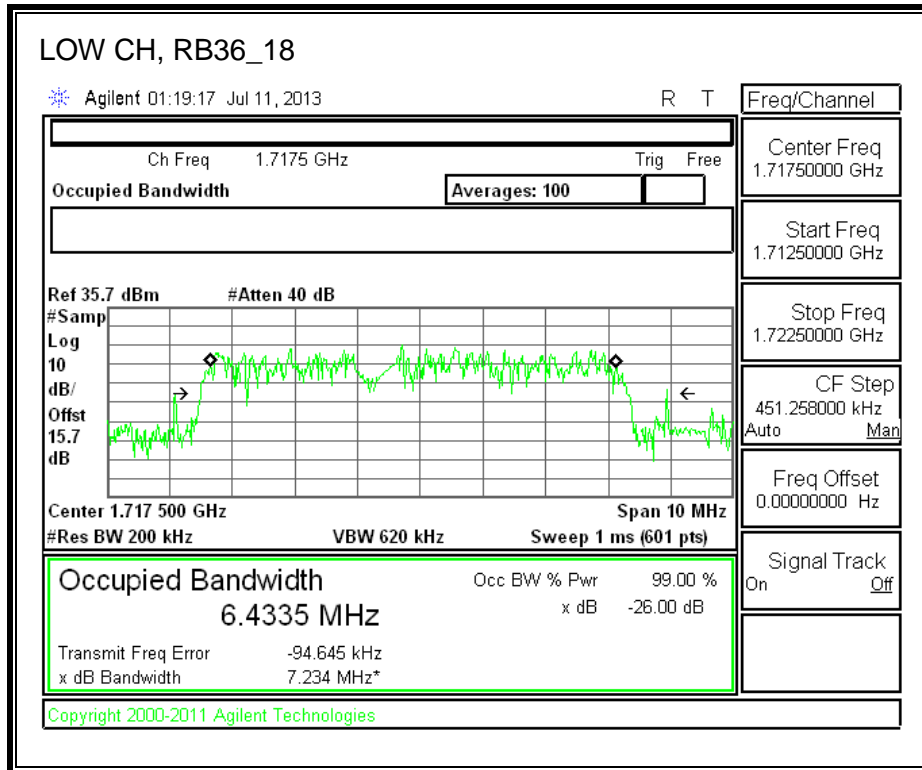 LOW CH, RB36_18
Agilent 01:19:17 Jul 11, 2013 R T
Ch Freq 1.7175 GHz Trig Free
Occupied Bandwidth Averages: 100
Ref 35.7 dBm #Atten 40 dB
#Samp
Log
10
dB/
Offst
15.7
dB
Center 1.717 500 GHz Span 10 MHz
#Res BW 200 kHz VBW 620 kHz Sweep 1 ms (601 pts)
Occupied Bandwidth Occ BW % Pwr 99.00 %
6.4335 MHz x dB -26.00 dB
Transmit Freq Error -94.645 kHz
x dB Bandwidth 7.234 MHz*
Copyright 2000-2011 Agilent Technologies
Freq/Channel
Center Freq
1.71750000 GHz
Start Freq
1.71250000 GHz
Stop Freq
1.72250000 GHz
CF Step
451.258000 kHz
Auto Man
Freq Offset
0.00000000 Hz
Signal Track
On Off